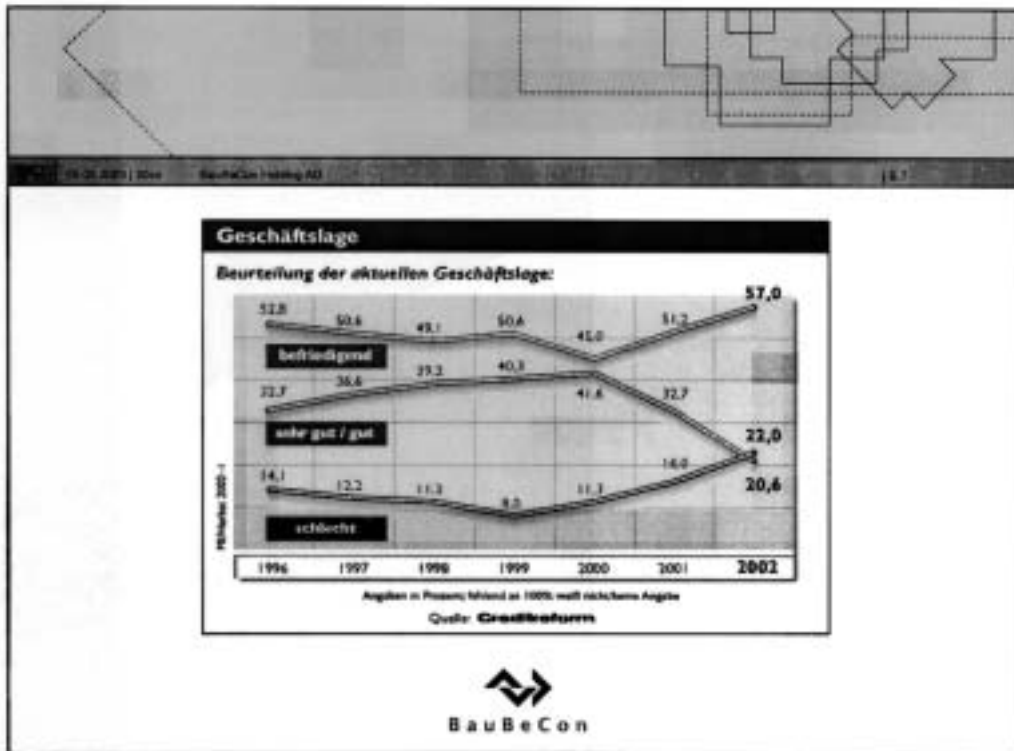 BauBeCon Holding AG
Geschäftslage
Beurteilung der aktuellen Geschäftslage:
57,0
52,8 50,6 49,1 50,6 45,0 51,2
befriedigend
32,7 36,6 39,2 40,3 41,6 32,7
sehr gut / gut
22,0
14,1 12,2 11,3 11,3 16,0
20,6
schlecht
1996 1997 1998 1999 2000 2001 2002
Angaben in Prozent; fehlend an 100% weiß nicht/keine Angabe
Quelle: Creditreform
BauBeCon